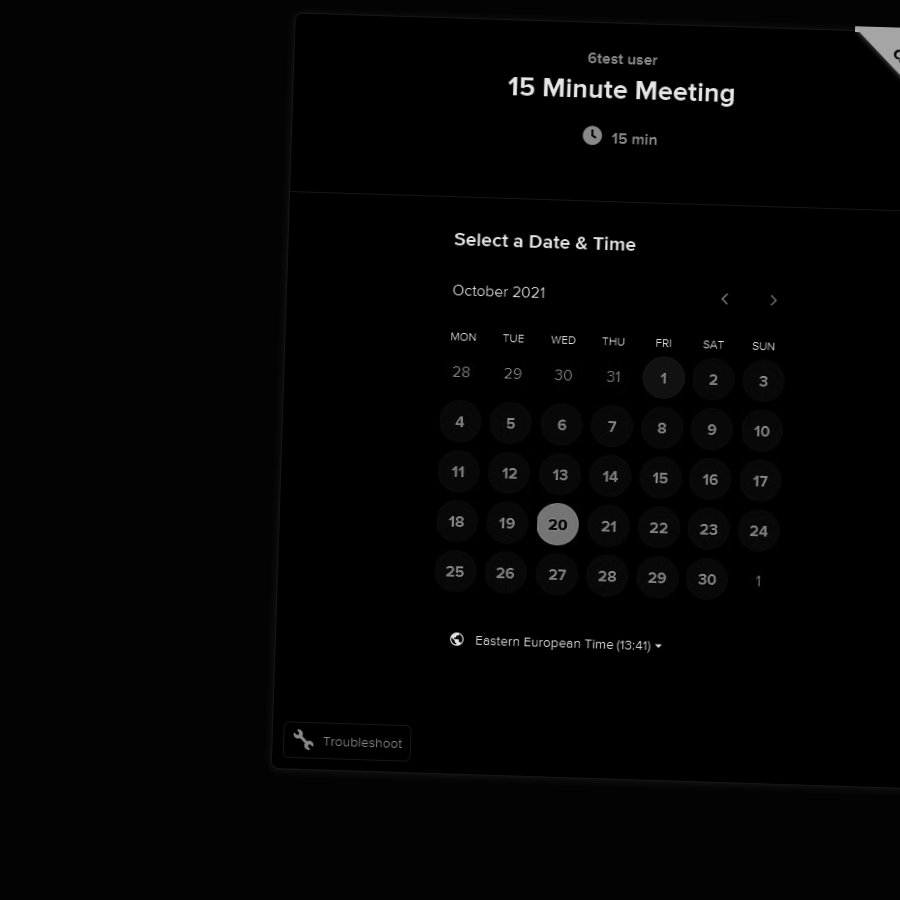 6test user
15 Minute Meeting
15 min
Select a Date & Time
October 2021
MON TUE WED THU FRI SAT SUN
28 29 30 31 1 2 3
4 5 6 7 8 9 10
11 12 13 14 15 16 17
18 19 20 21 22 23 24
25 26 27 28 29 30 1
Eastern European Time (13:41)
Troubleshoot